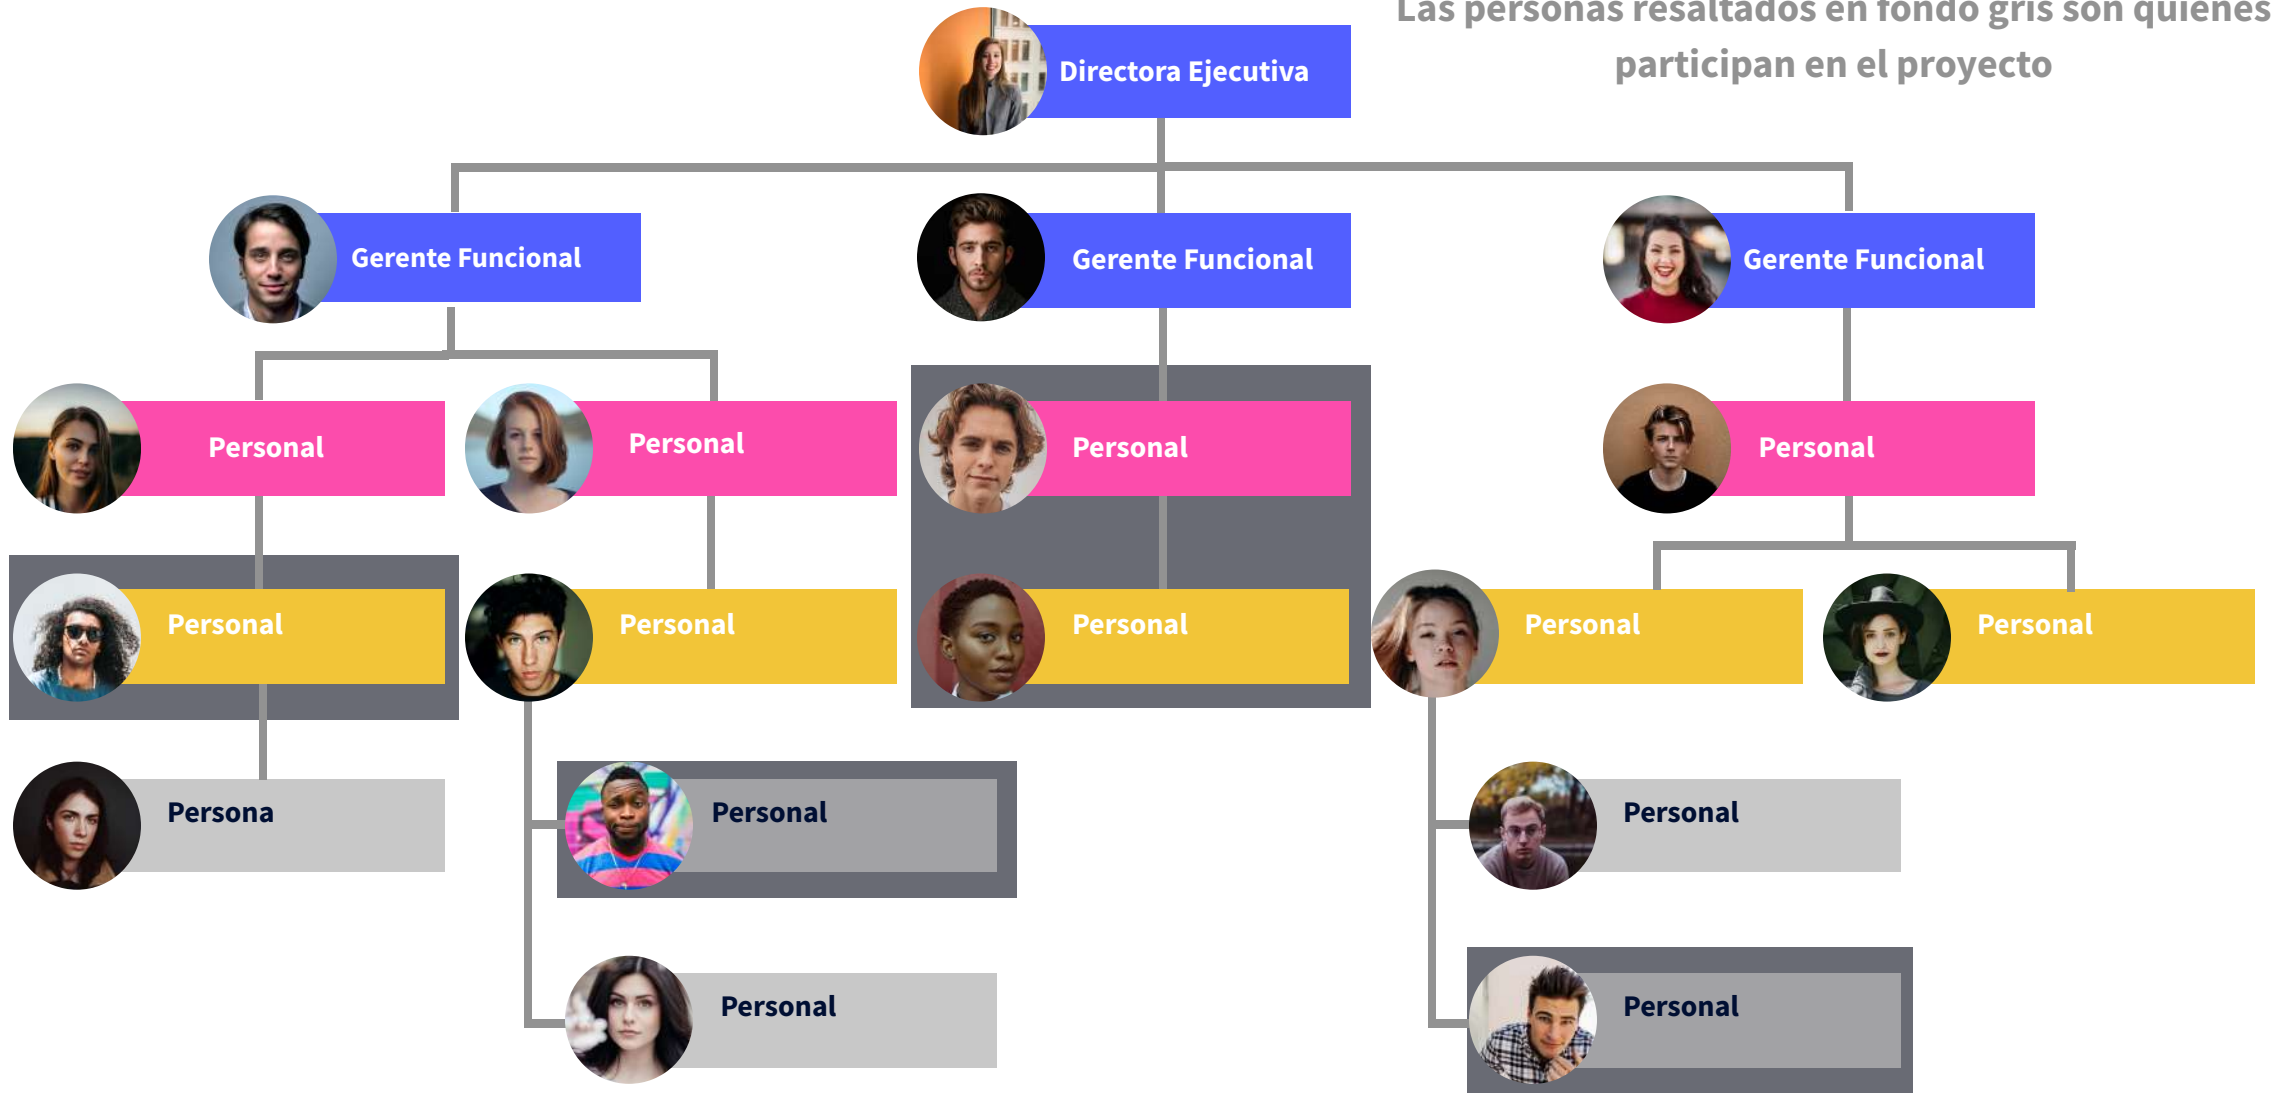 Las personas resaltados en fondo gris son quienes
participan en el proyecto
Directora Ejecutiva
Gerente Funcional
Gerente Funcional
Gerente Funcional
Personal
Personal
Personal
Personal
Personal
Personal
Personal
Personal
Personal
Persona
Personal
Personal
Personal
Personal